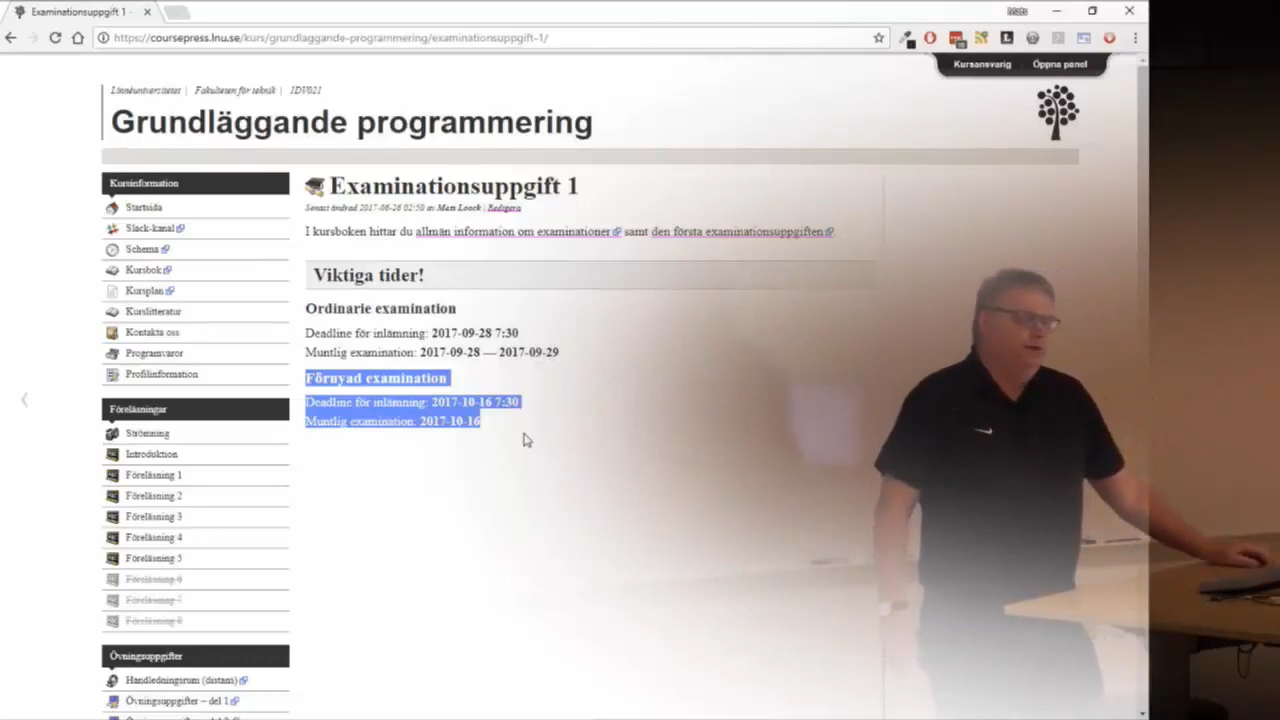 Examinationsuppgift 1 -
Mats
https://coursepress.lnu.se/kurs/grundlaggande-programmering/examinationsuppgift-1/
Kursansvarig Öppna panel
Linnéuniversitetet | Fakulteten för teknik | 1DV021
Grundläggande programmering
Kursinformation
Startsida
Slack-kanal
Schema
Kursbok
Kursplan
Kurslitteratur
Kontakta oss
Programvaror
Profilinformation
Föreläsningar
Strömning
Introduktion
Föreläsning 1
Föreläsning 2
Föreläsning 3
Föreläsning 4
Föreläsning 5
Föreläsning 6
Föreläsning 7
Föreläsning 8
Övningsuppgifter
Handledningsrum (distans)
Övningsuppgifter – del 1
Examinationsuppgift 1
Senast ändrad 2017-06-26 02:50 av Mats Loock | Redigera
I kursboken hittar du allmän information om examinationer samt den första examinationsuppgiften.
Viktiga tider!
Ordinarie examination
Deadline för inlämning: 2017-09-28 7:30
Muntlig examination: 2017-09-28 — 2017-09-29
Förnyad examination
Deadline för inlämning: 2017-10-16 7:30
Muntlig examination: 2017-10-16